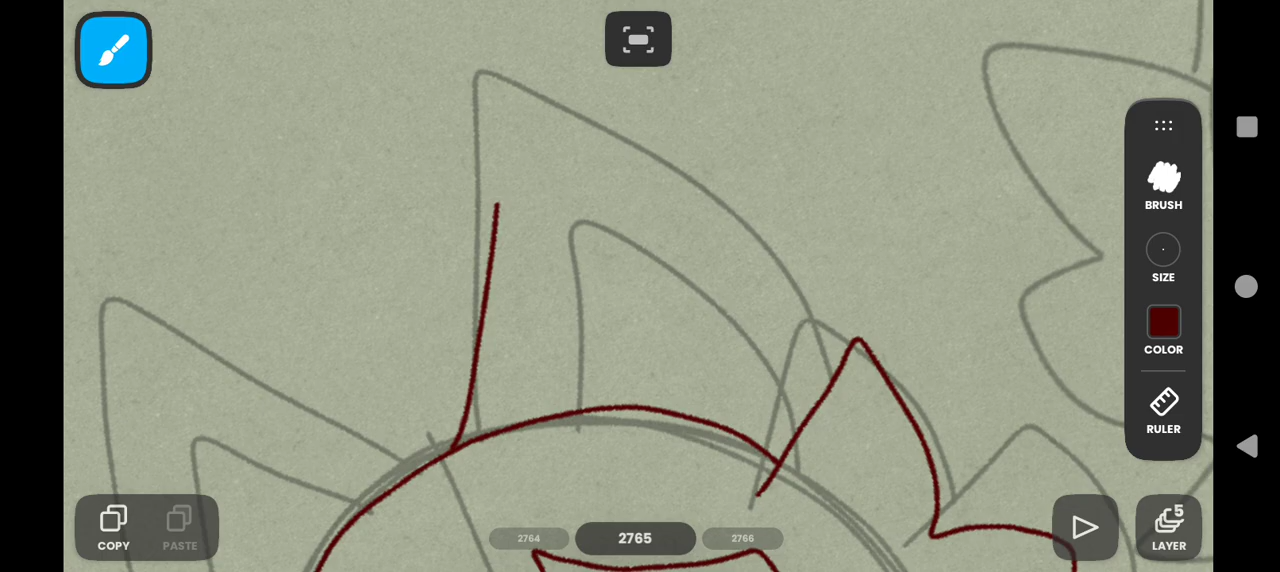 BRUSH
SIZE
COLOR
RULER
COPY
PASTE
2764
2765
2766
5
LAYER